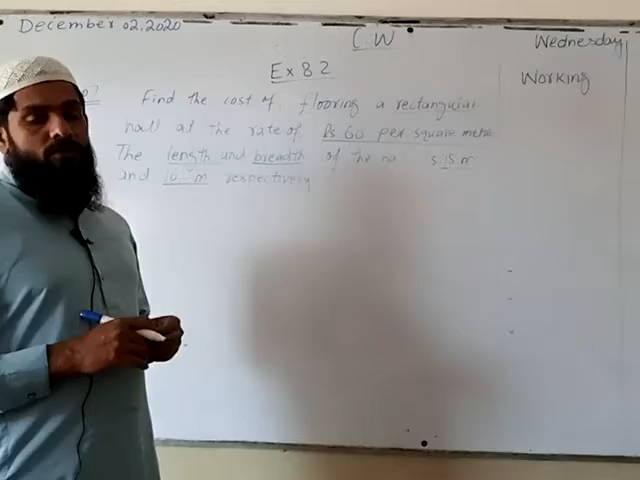 December 02.2020
C.W
Wednesday
Ex 8 2
Working
Find the cost of flooring a rectangular
hall at the rate of Rs 60 per square metre
The length and breadth of the 15 m
and m respectively